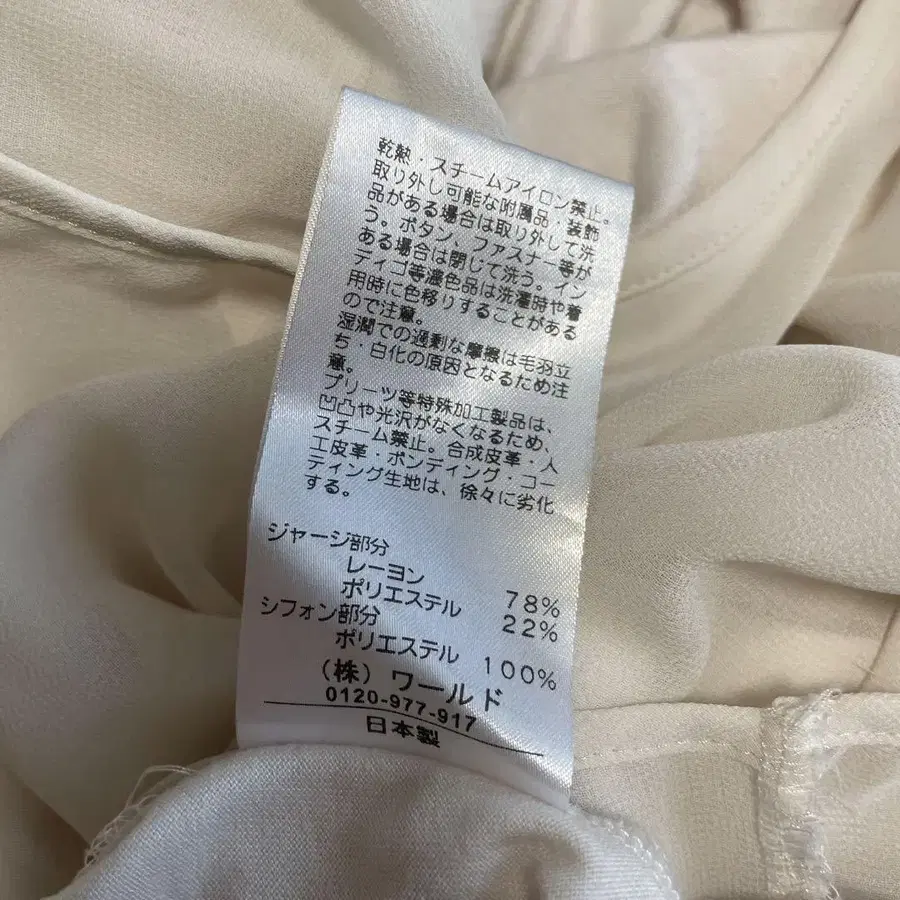 乾熱・スチームアイロン禁止。
取り外し可能な附属品・装飾
品がある場合は取り外して洗
う。ボタン、ファスナー等が
ある場合は閉じて洗う。イン
ディゴ等濃色品は洗濯時や着
用時に色移りすることがある
ので注意。
湿潤での過剰な摩擦は毛羽立
ち・白化の原因となるため注
意。
プリーツ等特殊加工製品は、
凹凸や光沢がなくなるため、
スチーム禁止。合成皮革・人
工皮革・ボンディング・コー
ティング生地は、徐々に劣化
する。
ジャージ部分
レーヨン 78%
ポリエステル 22%
シフォン部分
ポリエステル 100%
(株)ワールド
0120-977-917
日本製